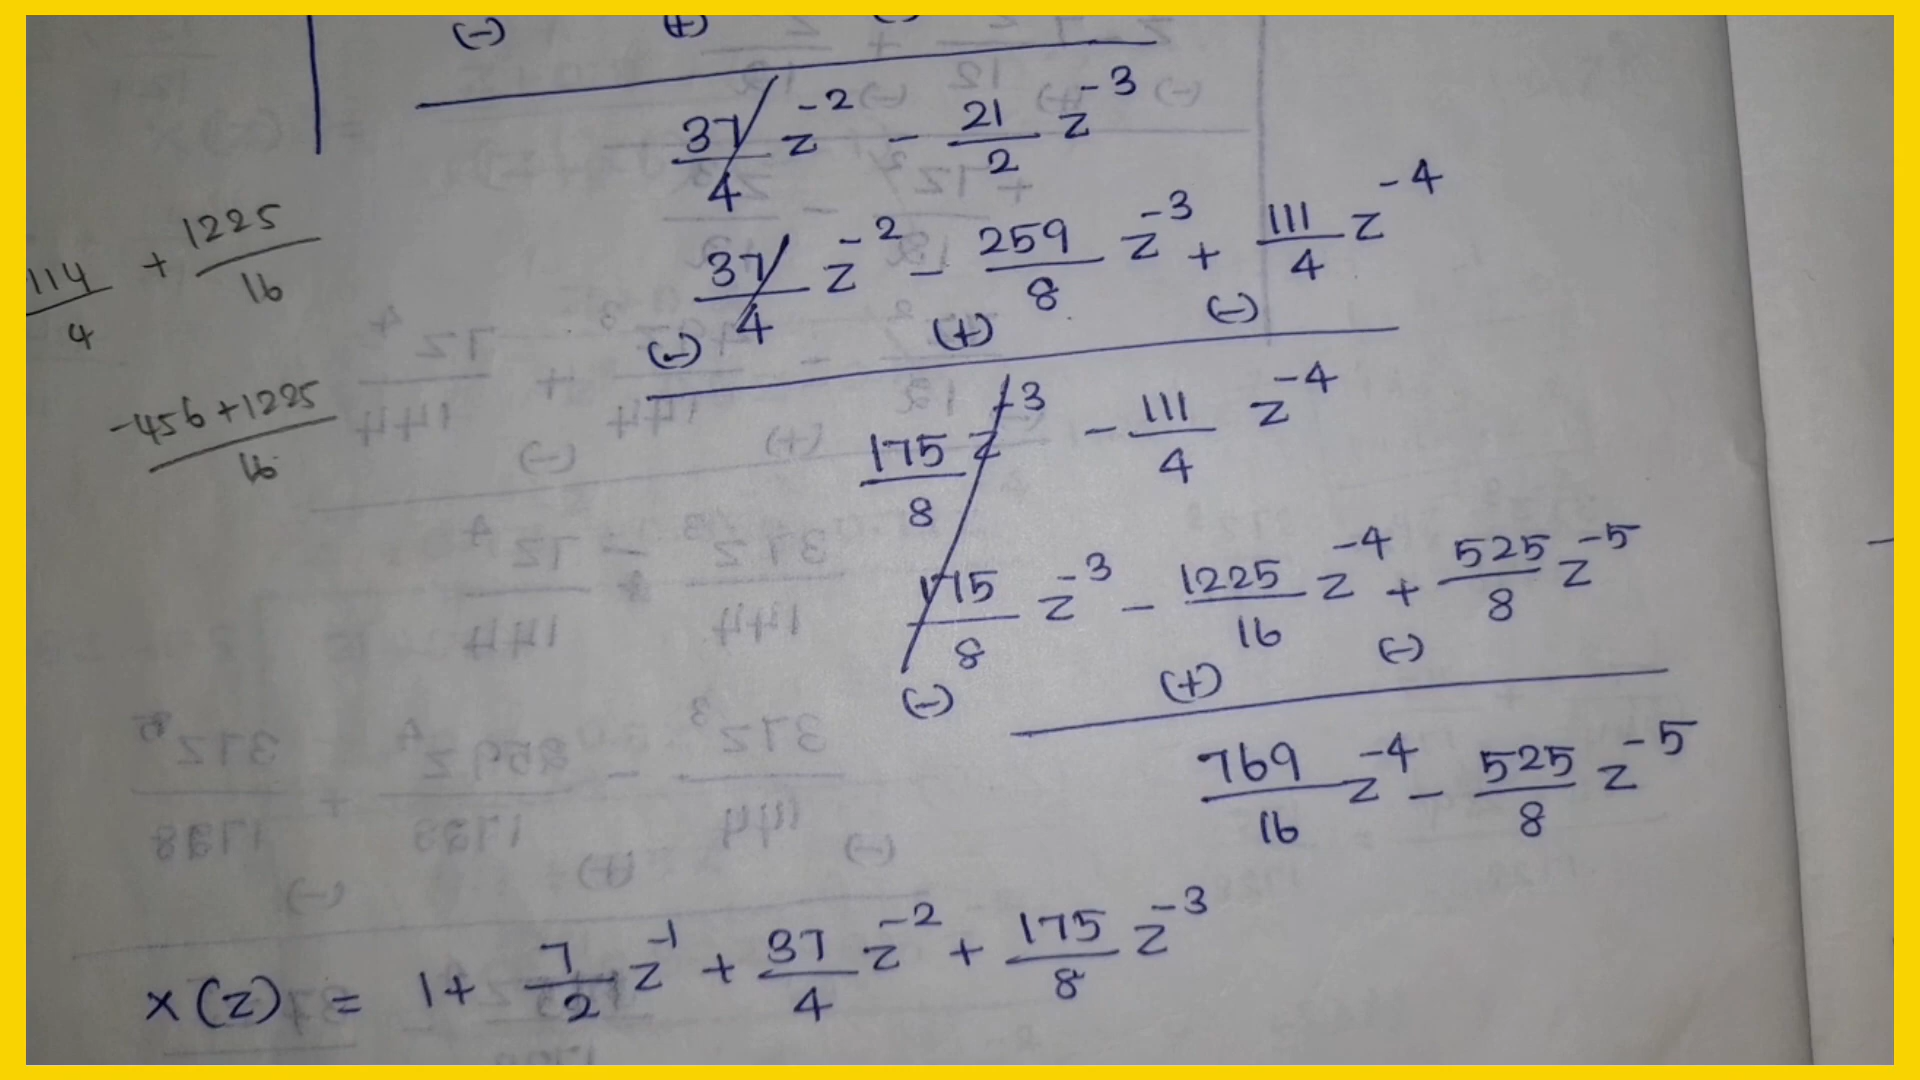 (-) (+)
37/4 z^-2 - 21/2 z^-3
37/4 z^-2 - 259/8 z^-3 + 111/4 z^-4
(-) (+) (-)
114/4 + 1225/16
-456+1225/16
175/8 z^-3 - 111/4 z^-4
175/8 z^-3 - 1225/16 z^-4 + 525/8 z^-5
(-) (+) (-)
769/16 z^-4 - 525/8 z^-5
x(z) = 1+ 7/2 z^-1 + 37/4 z^-2 + 175/8 z^-3